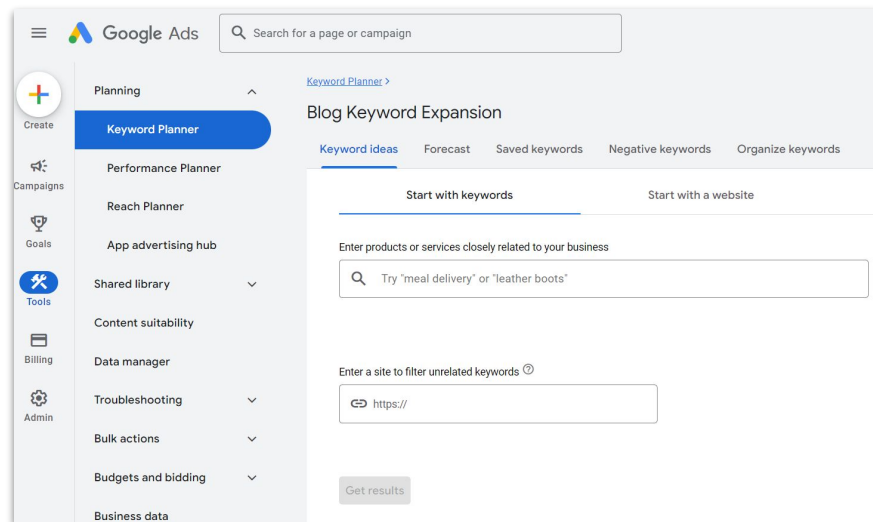 Google Ads
Search for a page or campaign
Create
Campaigns
Goals
Tools
Billing
Admin
Planning
Keyword Planner
Performance Planner
Reach Planner
App advertising hub
Shared library
Content suitability
Data manager
Troubleshooting
Bulk actions
Budgets and bidding
Business data
Keyword Planner >
Blog Keyword Expansion
Keyword ideas Forecast Saved keywords Negative keywords Organize keywords
Start with keywords Start with a website
Enter products or services closely related to your business
Try "meal delivery" or "leather boots"
Enter a site to filter unrelated keywords ?
https://
Get results